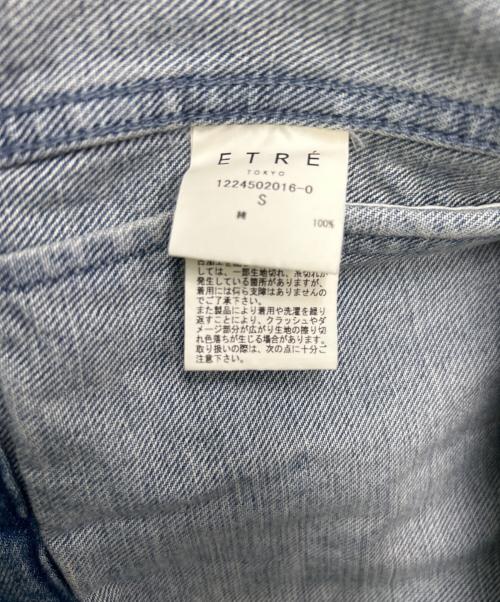 ETRÉ
TOKYO
1224502016-0
S
綿 100%
しては、一部生地切れ、糸切れが
発生している箇所がありますが、
着用には何ら支障はありませんの
でご了承下さい。
また製品により着用や洗濯を繰り
返すことにより、クラッシュやダ
メージ部分が広がり生地の擦り切
れ色落ちが生じる場合があります。
取り扱いの際は、次の点に十分ご
注意下さい。